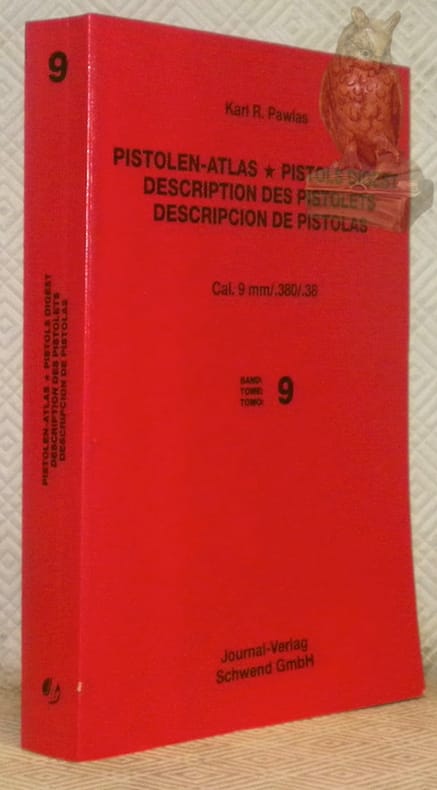 9
PISTOLEN-ATLAS ★ PISTOLS DIGEST
DESCRIPTION DES PISTOLETS
DESCRIPCION DE PISTOLAS
Karl R. Pawlas
PISTOLEN-ATLAS ★ PISTOLS DIGEST
DESCRIPTION DES PISTOLETS
DESCRIPCION DE PISTOLAS
Cal. 9 mm/.380/.38
BAND:
TOME:
TOMO:
9
Journal-Verlag
Schwend GmbH